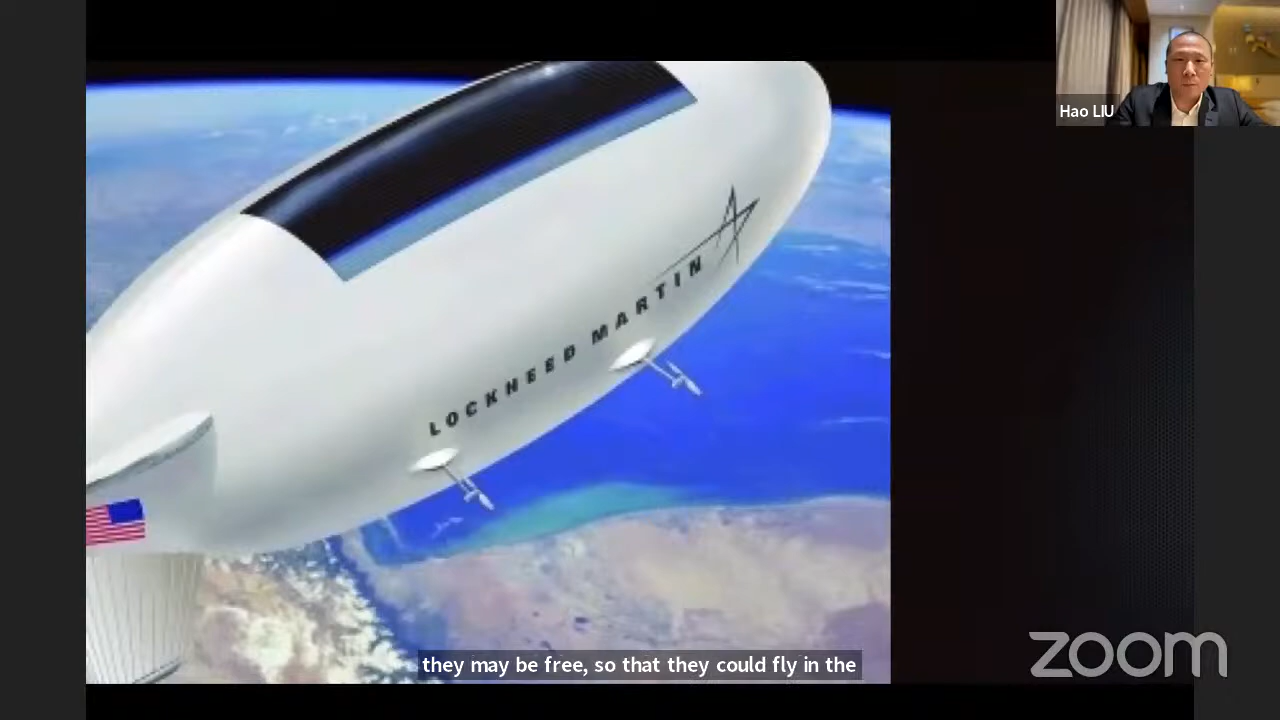 Hao LIU
LOCKHEED MARTIN
they may be free, so that they could fly in the
zoom